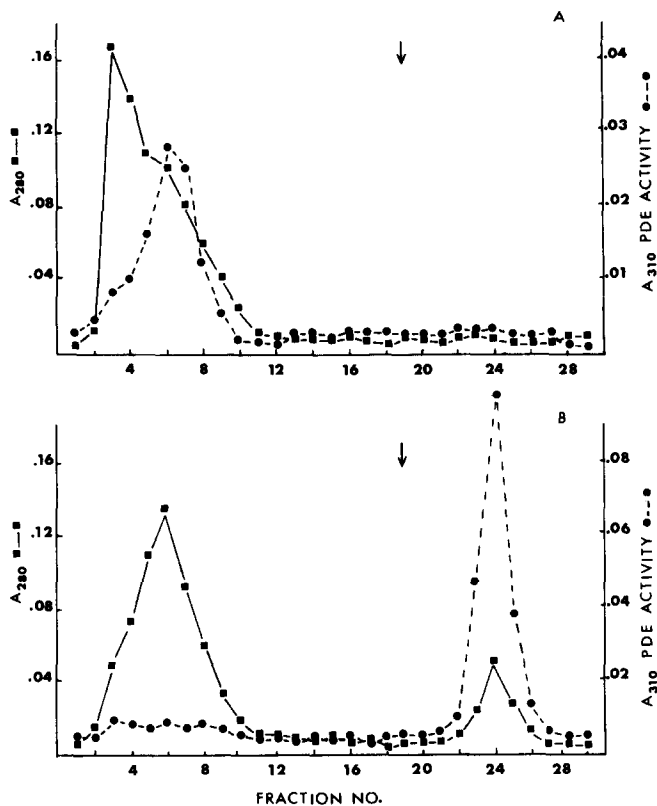 A
.16
.12
.08
.04
A280 ■—■
.04
.03
.02
.01
A310 PDE ACTIVITY ●--●
4 8 12 16 20 24 28
B
.16
.12
.08
.04
A280 ■—■
.08
.06
.04
.02
A310 PDE ACTIVITY ●--■
4 8 12 16 20 24 28
FRACTION NO.